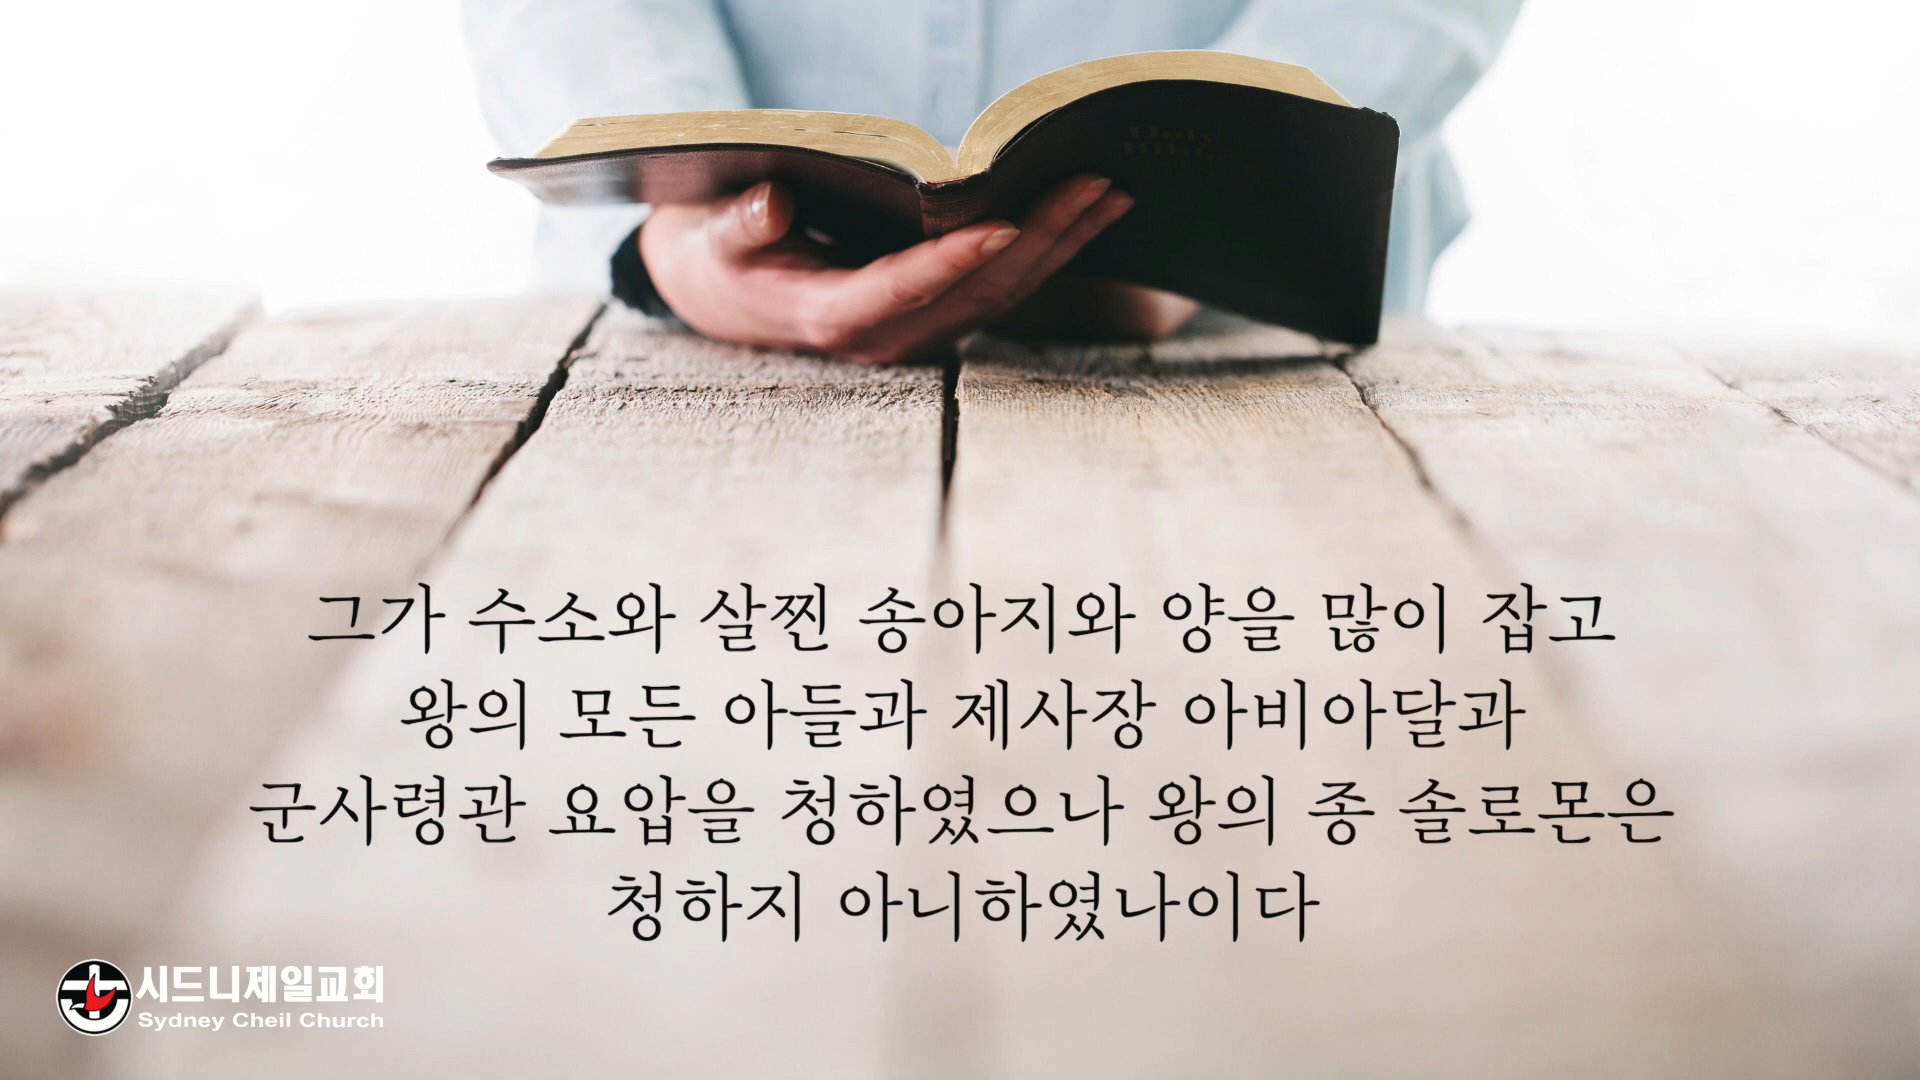 Holy
Bible
그가 수소와 살찐 송아지와 양을 많이 잡고
왕의 모든 아들과 제사장 아비아달과
군사령관 요압을 청하였으나 왕의 종 솔로몬은
청하지 아니하였나이다
시드니제일교회
Sydney Cheil Church